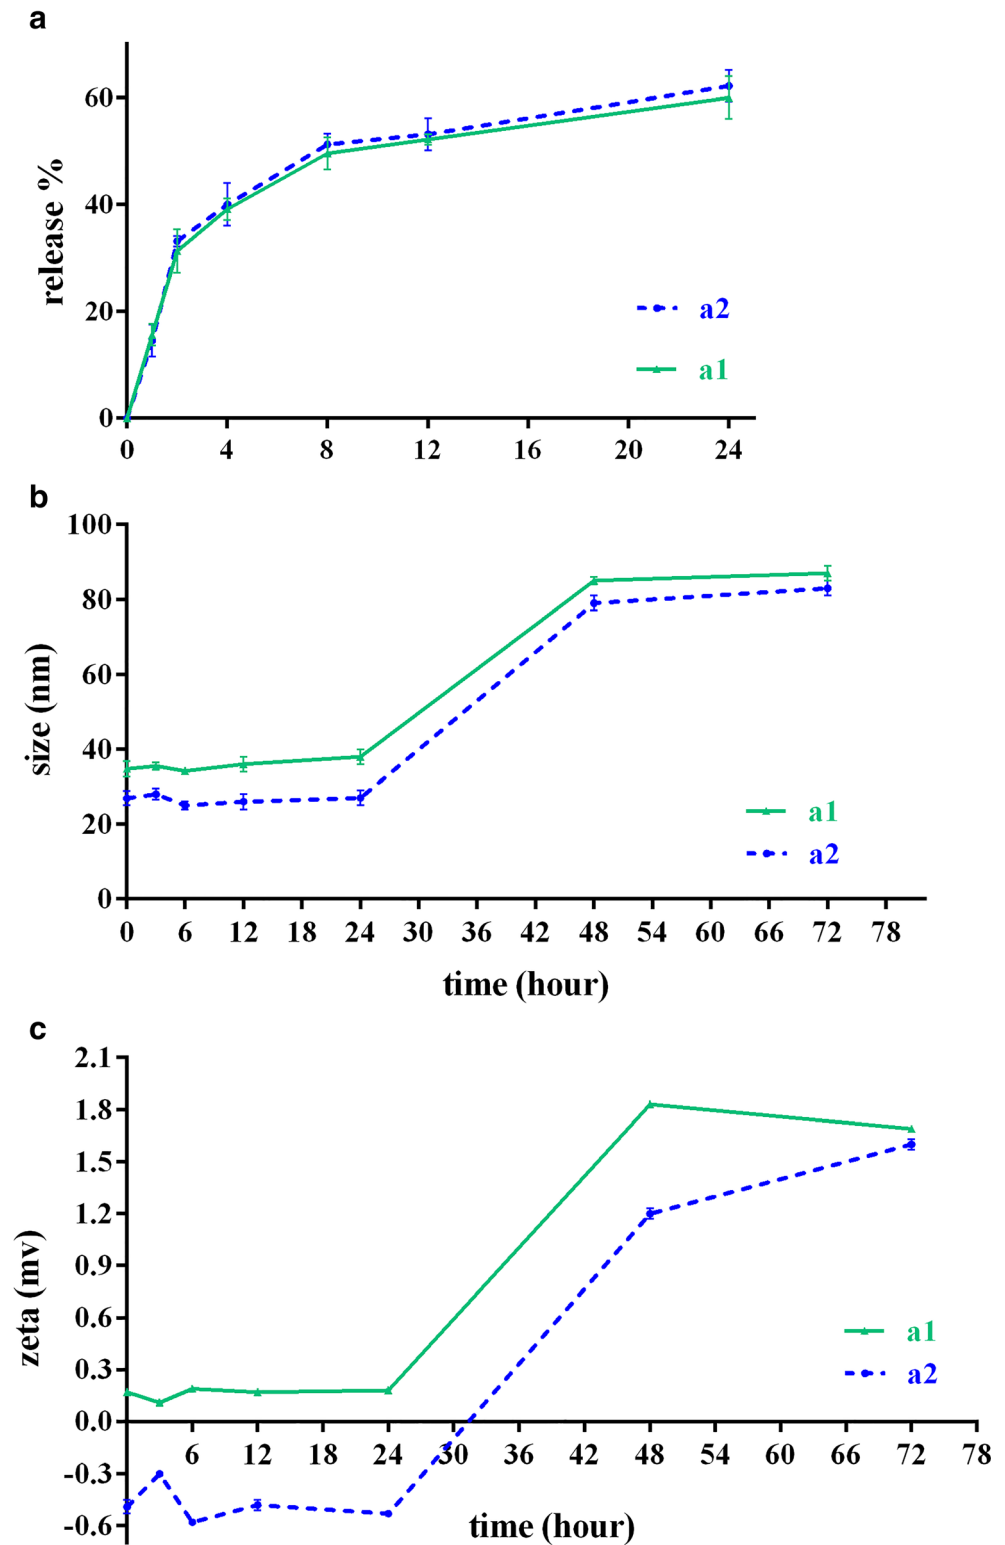 a
60
40
20
0
release %
a2
a1
0 4 8 12 16 20 24
b
100
80
60
40
20
0
size (nm)
a1
a2
0 6 12 18 24 30 36 42 48 54 60 66 72 78
time (hour)
c
2.1
1.8
1.5
1.2
0.9
0.6
0.3
0.0
-0.3
-0.6
zeta (mv)
a1
a2
6 12 18 24 30 36 42 48 54 60 66 72 78
time (hour)